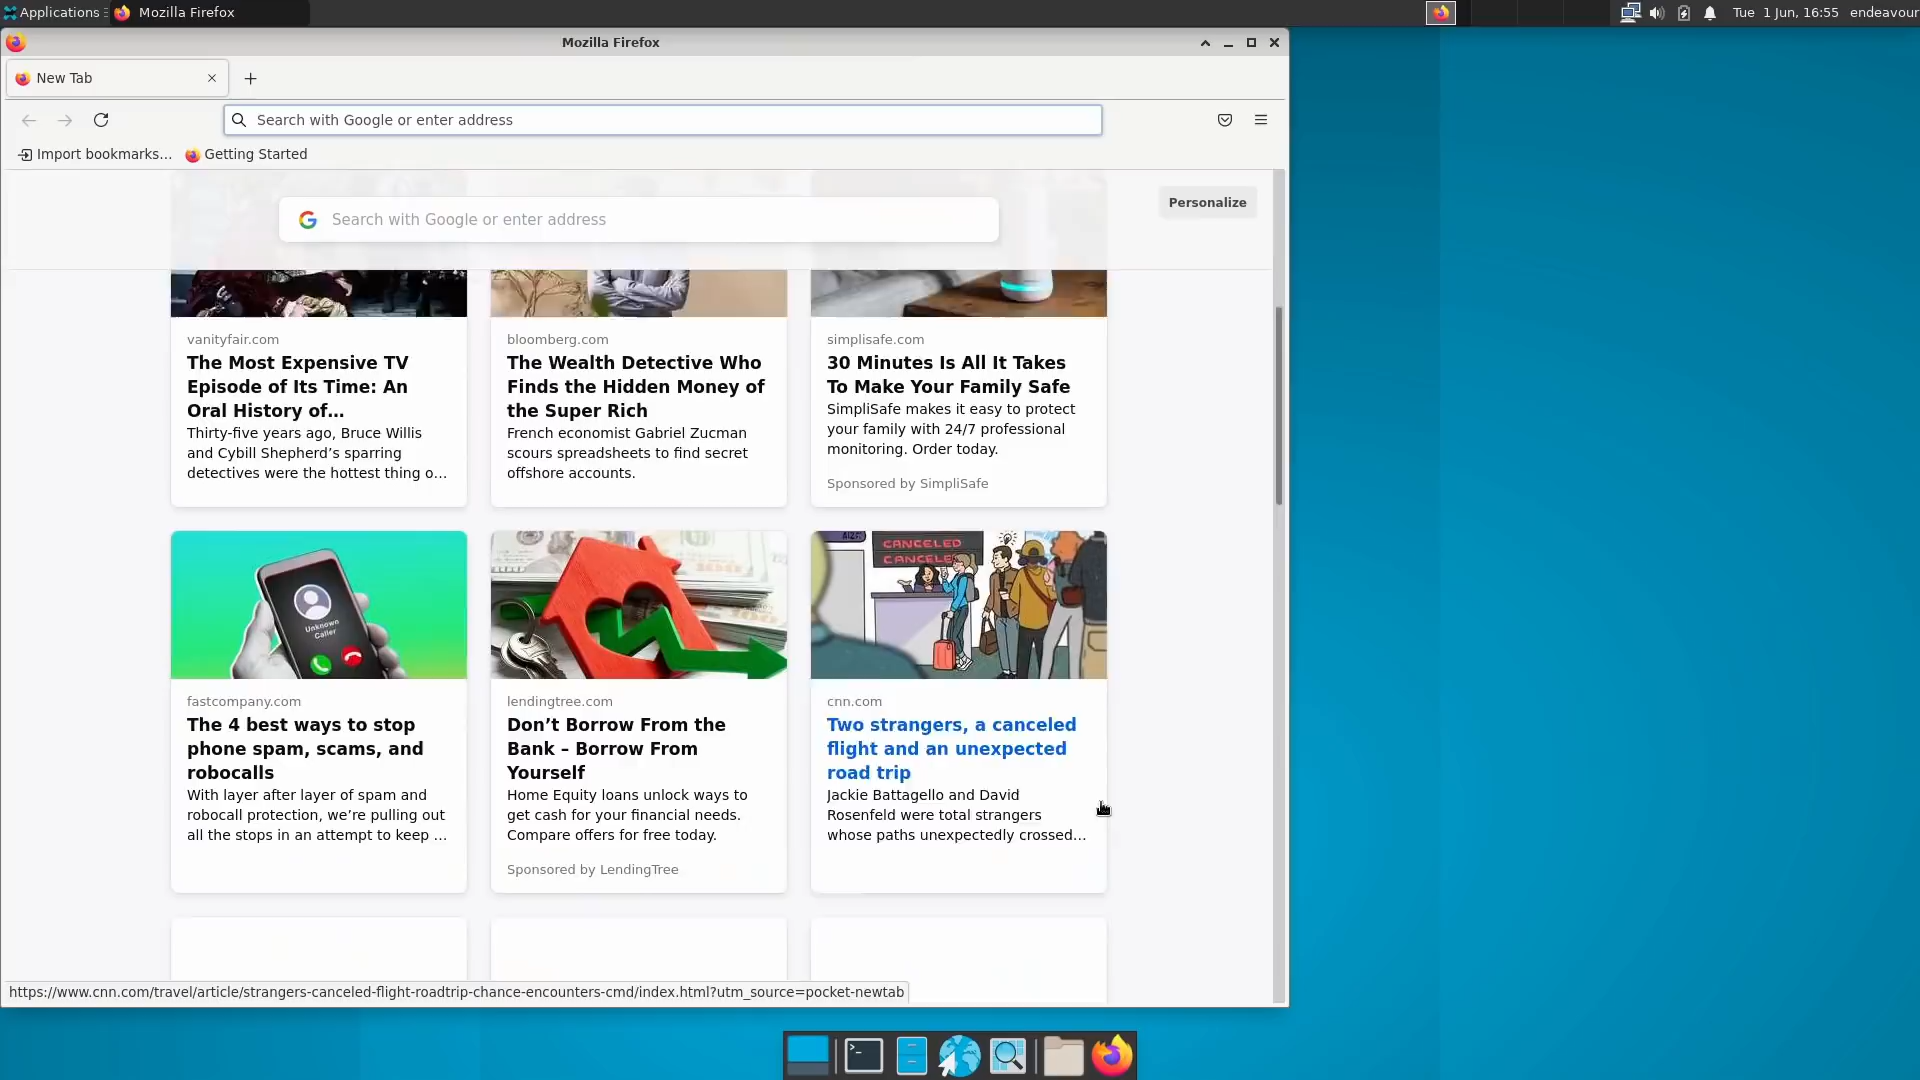 Applications
Mozilla Firefox
Tue 1 Jun, 16:55
endeavour
Mozilla Firefox
New Tab
Search with Google or enter address
Import bookmarks...
Getting Started
Search with Google or enter address
Personalize
vanityfair.com
The Most Expensive TV
Episode of Its Time: An
Oral History of...
Thirty-five years ago, Bruce Willis
and Cybill Shepherd’s sparring
detectives were the hottest thing o...
bloomberg.com
The Wealth Detective Who
Finds the Hidden Money of
the Super Rich
French economist Gabriel Zucman
scours spreadsheets to find secret
offshore accounts.
simplisafe.com
30 Minutes Is All It Takes
To Make Your Family Safe
SimpliSafe makes it easy to protect
your family with 24/7 professional
monitoring. Order today.
Sponsored by SimpliSafe
Unknown
Caller
fastcompany.com
The 4 best ways to stop
phone spam, scams, and
robocalls
With layer after layer of spam and
robocall protection, we’re pulling out
all the stops in an attempt to keep ...
lendingtree.com
Don’t Borrow From the
Bank – Borrow From
Yourself
Home Equity loans unlock ways to
get cash for your financial needs.
Compare offers for free today.
Sponsored by LendingTree
CANCELED
CANCELED
cnn.com
Two strangers, a canceled
flight and an unexpected
road trip
Jackie Battagello and David
Rosenfeld were total strangers
whose paths unexpectedly crossed...
https://www.cnn.com/travel/article/strangers-canceled-flight-roadtrip-chance-encounters-cmd/index.html?utm_source=pocket-newtab